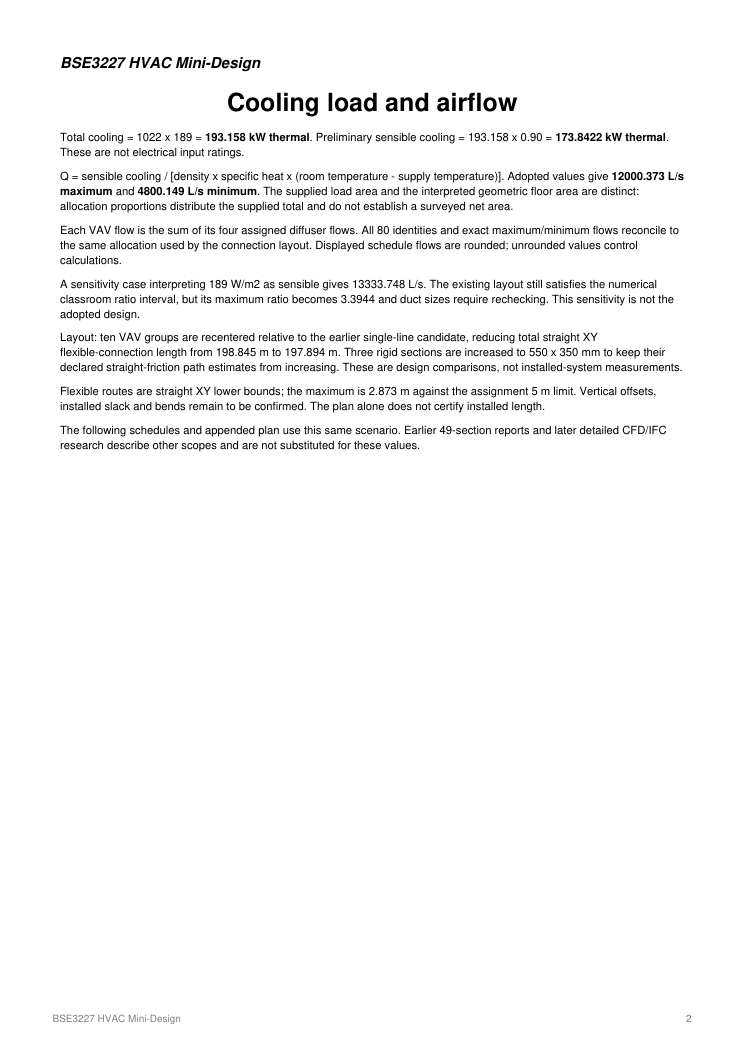 BSE3227 HVAC Mini-Design
Cooling load and airflow
Total cooling = 1022 x 189 = 193.158 kW thermal. Preliminary sensible cooling = 193.158 x 0.90 = 173.8422 kW thermal.
These are not electrical input ratings.
Q = sensible cooling / [density x specific heat x (room temperature - supply temperature)]. Adopted values give 12000.373 L/s
maximum and 4800.149 L/s minimum. The supplied load area and the interpreted geometric floor area are distinct:
allocation proportions distribute the supplied total and do not establish a surveyed net area.
Each VAV flow is the sum of its four assigned diffuser flows. All 80 identities and exact maximum/minimum flows reconcile to
the same allocation used by the connection layout. Displayed schedule flows are rounded; unrounded values control
calculations.
A sensitivity case interpreting 189 W/m2 as sensible gives 13333.748 L/s. The existing layout still satisfies the numerical
classroom ratio interval, but its maximum ratio becomes 3.3944 and duct sizes require rechecking. This sensitivity is not the
adopted design.
Layout: ten VAV groups are recentered relative to the earlier single-line candidate, reducing total straight XY
flexible-connection length from 198.845 m to 197.894 m. Three rigid sections are increased to 550 x 350 mm to keep their
declared straight-friction path estimates from increasing. These are design comparisons, not installed-system measurements.
Flexible routes are straight XY lower bounds; the maximum is 2.873 m against the assignment 5 m limit. Vertical offsets,
installed slack and bends remain to be confirmed. The plan alone does not certify installed length.
The following schedules and appended plan use this same scenario. Earlier 49-section reports and later detailed CFD/IFC
research describe other scopes and are not substituted for these values.
BSE3227 HVAC Mini-Design
2